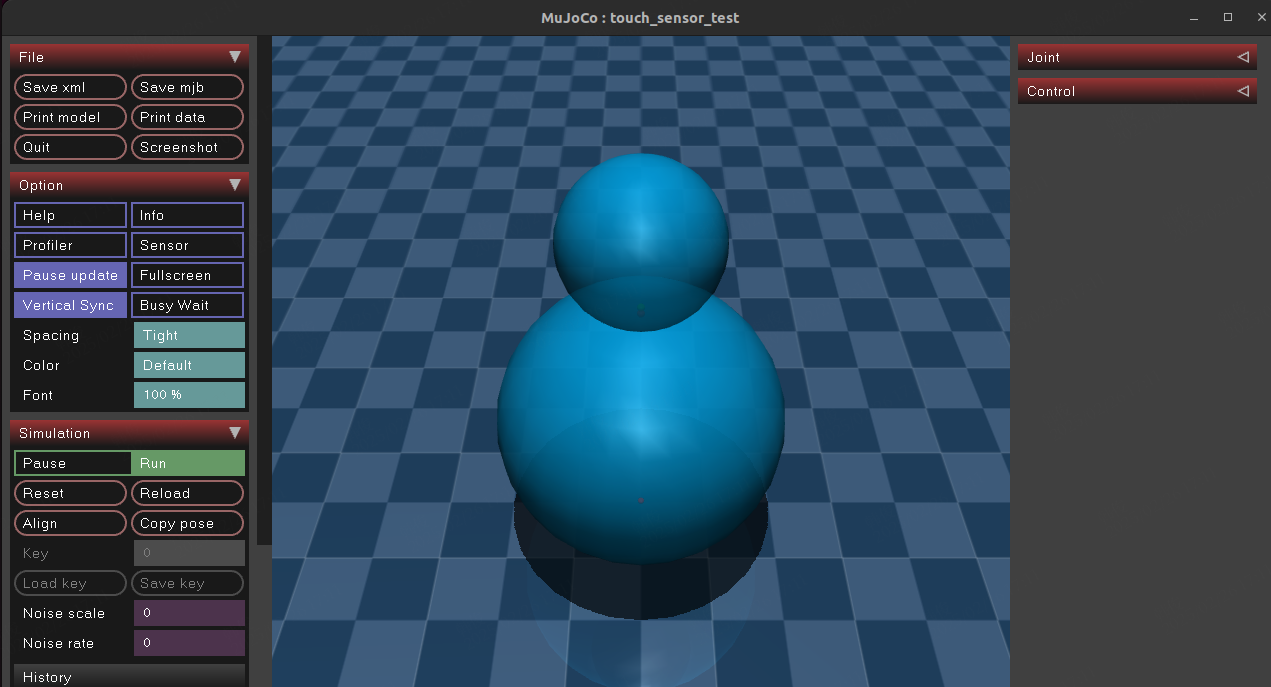 MuJoCo : touch_sensor_test
File
Save xml
Save mjb
Print model
Print data
Quit
Screenshot
Option
Help
Info
Profiler
Sensor
Pause update
Fullscreen
Vertical Sync
Busy Wait
Spacing
Tight
Color
Default
Font
100 %
Simulation
Pause
Run
Reset
Reload
Align
Copy pose
Key
0
Load key
Save key
Noise scale
0
Noise rate
0
History
Joint
Control